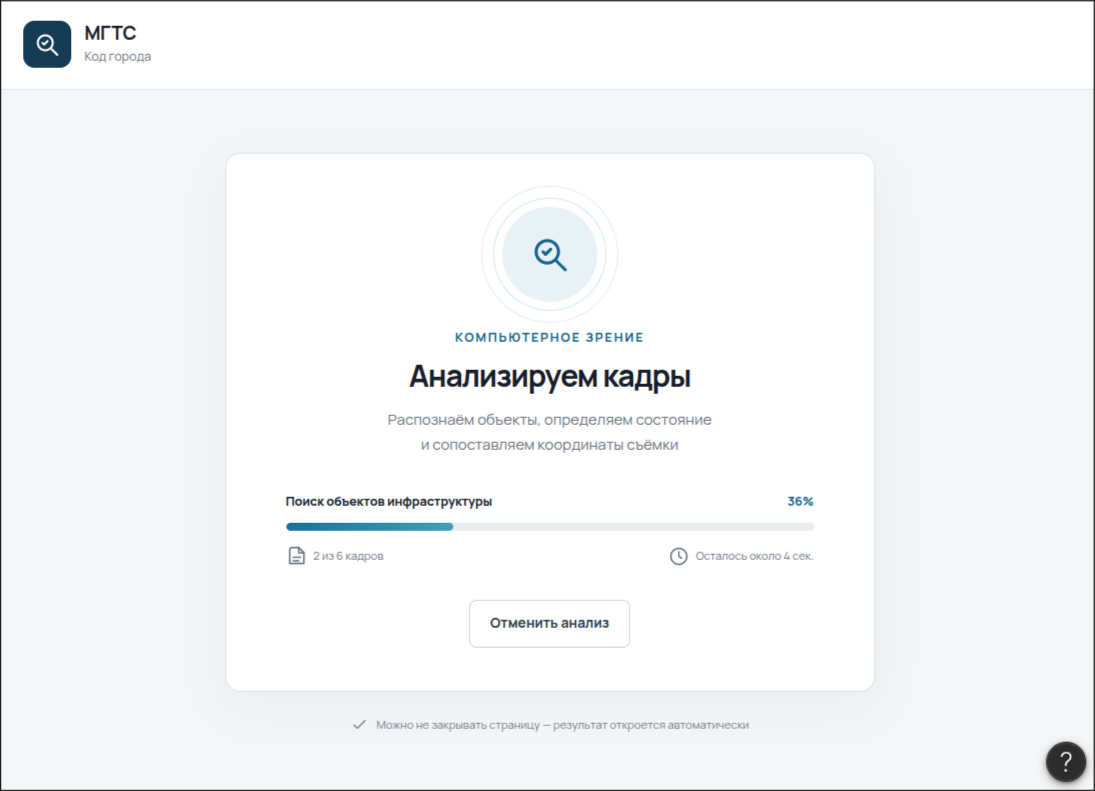 МГТС
Код города
КОМПЬЮТЕРНОЕ ЗРЕНИЕ
Анализируем кадры
Распознаём объекты, определяем состояние
и сопоставляем координаты съёмки
Поиск объектов инфраструктуры
36%
2 из 6 кадров
Осталось около 4 сек.
Отменить анализ
Можно не закрывать страницу — результат откроется автоматически
?